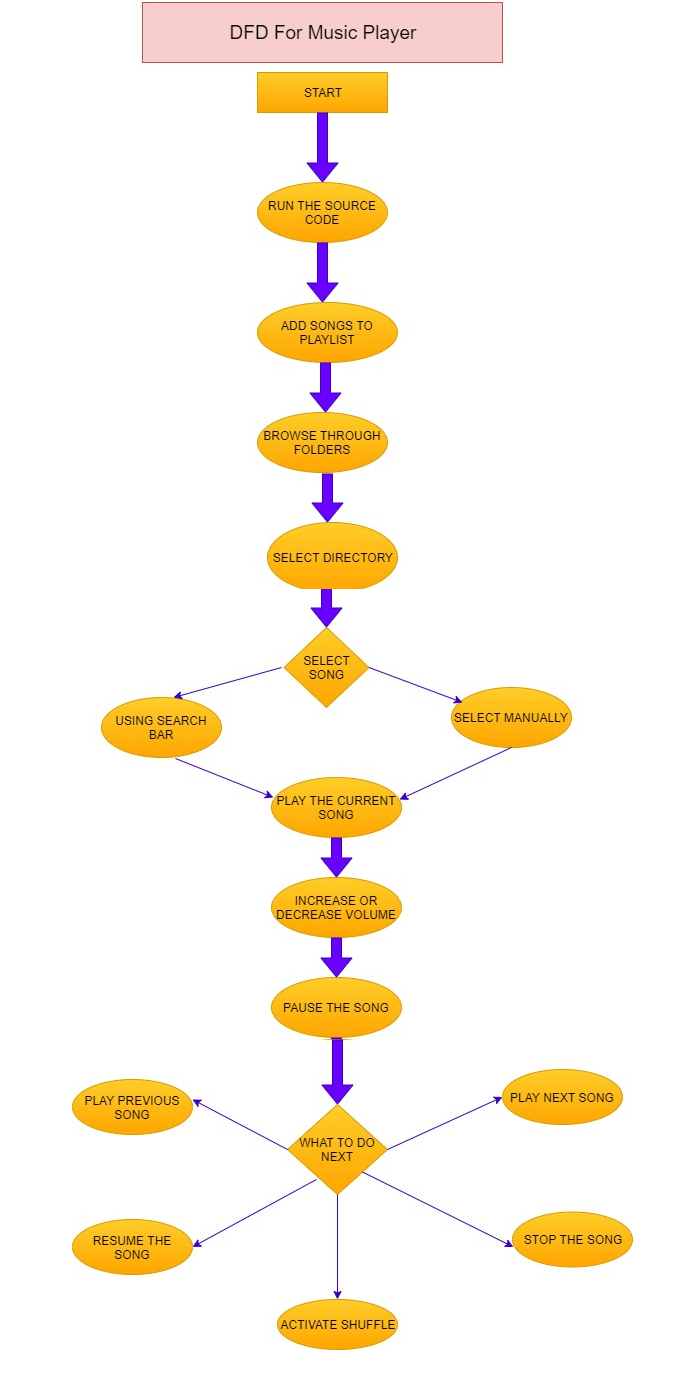 DFD For Music Player
START
RUN THE SOURCE
CODE
ADD SONGS TO
PLAYLIST
BROWSE THROUGH
FOLDERS
SELECT DIRECTORY
SELECT
SONG
USING SEARCH
BAR
SELECT MANUALLY
PLAY THE CURRENT
SONG
INCREASE OR
DECREASE VOLUME
PAUSE THE SONG
PLAY PREVIOUS
SONG
PLAY NEXT SONG
WHAT TO DO
NEXT
RESUME THE
SONG
STOP THE SONG
ACTIVATE SHUFFLE